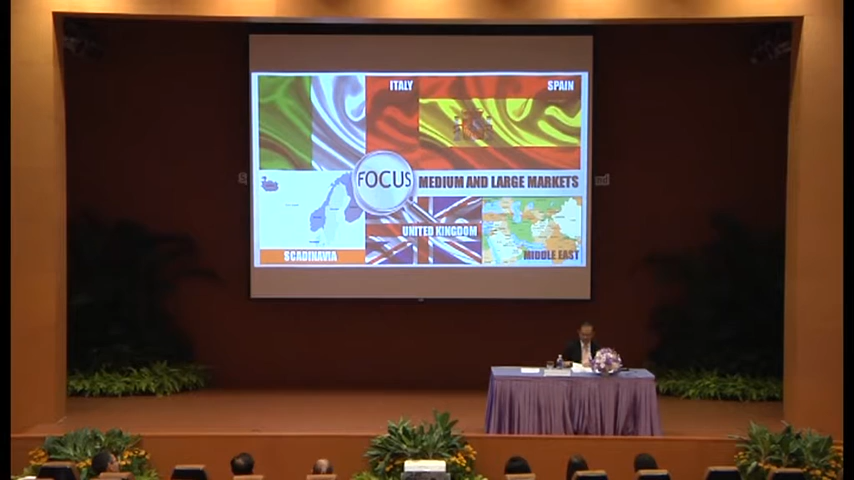 ITALY
SPAIN
FOCUS
MEDIUM AND LARGE MARKETS
UNITED KINGDOM
SCADINAVIA
MIDDLE EAST